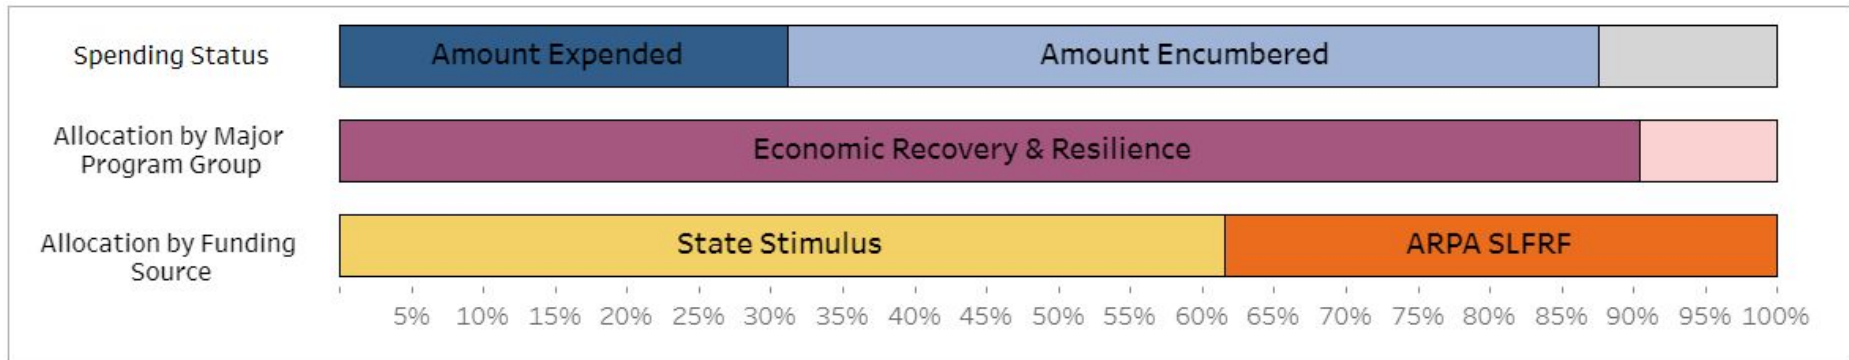 Spending Status
Amount Expended
Amount Encumbered
Allocation by Major
Program Group
Economic Recovery & Resilience
Allocation by Funding
Source
State Stimulus
ARPA SLFRF
5% 10% 15% 20% 25% 30% 35% 40% 45% 50% 55% 60% 65% 70% 75% 80% 85% 90% 95% 100%